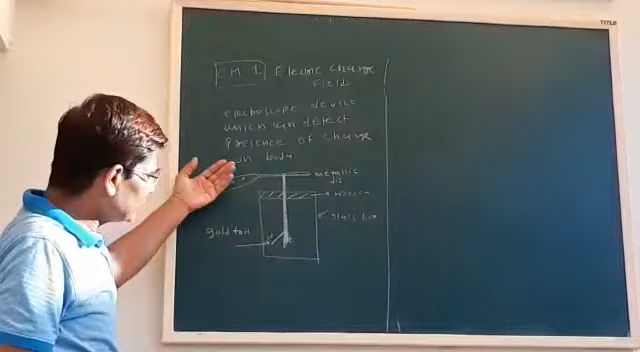 CH 1 Electric Charge
Field
electroscope device
which can detect
Presence of Charge
on body
metallic
wooden
glass box
gold foil
TITLE